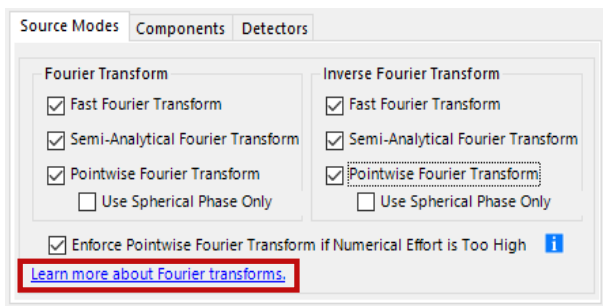 Source Modes Components Detectors
Fourier Transform
Fast Fourier Transform
Semi-Analytical Fourier Transform
Pointwise Fourier Transform
Use Spherical Phase Only
Inverse Fourier Transform
Fast Fourier Transform
Semi-Analytical Fourier Transform
Pointwise Fourier Transform
Use Spherical Phase Only
Enforce Pointwise Fourier Transform if Numerical Effort is Too High i
Learn more about Fourier transforms.